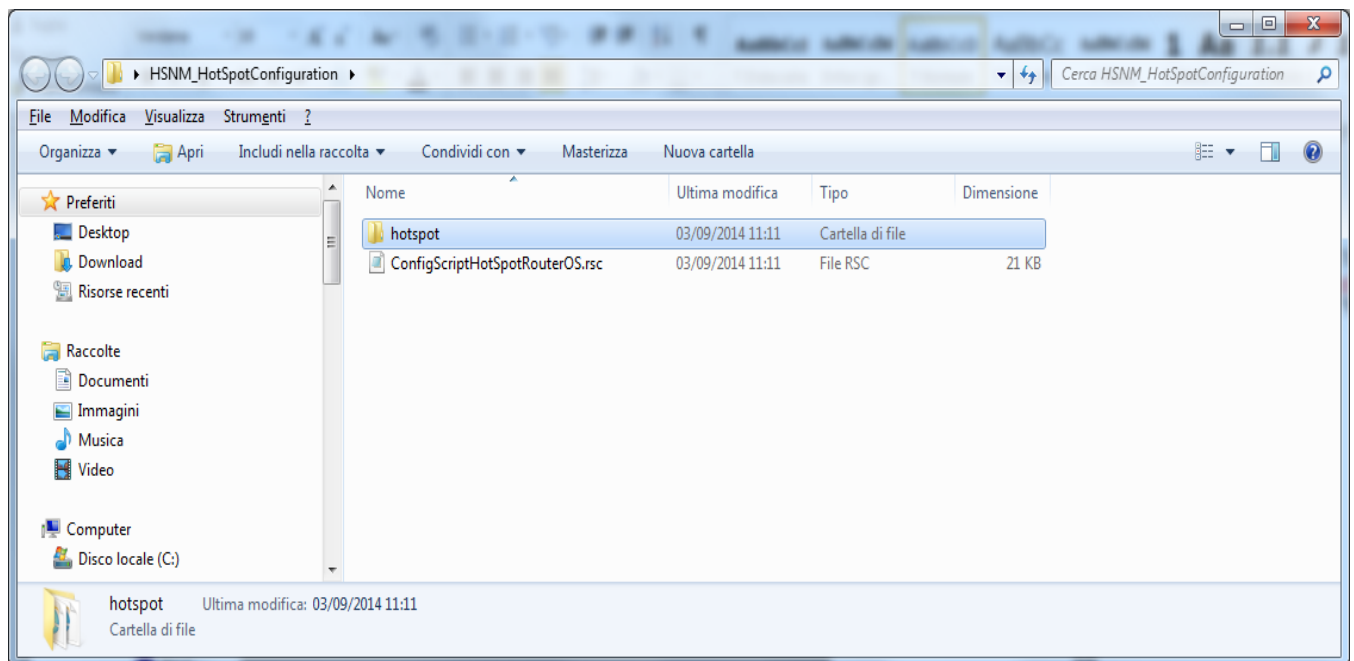 HSNM_HotSpotConfiguration
Cerca HSNM_HotSpotConfiguration
File Modifica Visualizza Strumenti ?
Organizza Apri Includi nella raccolta Condividi con Masterizza Nuova cartella
Nome Ultima modifica Tipo Dimensione
hotspot 03/09/2014 11:11 Cartella di file
ConfigScriptHotSpotRouterOS.rsc 03/09/2014 11:11 File RSC 21 KB
Preferiti
Desktop
Download
Risorse recenti
Raccolte
Documenti
Immagini
Musica
Video
Computer
Disco locale (C:)
hotspot Ultima modifica: 03/09/2014 11:11
Cartella di file